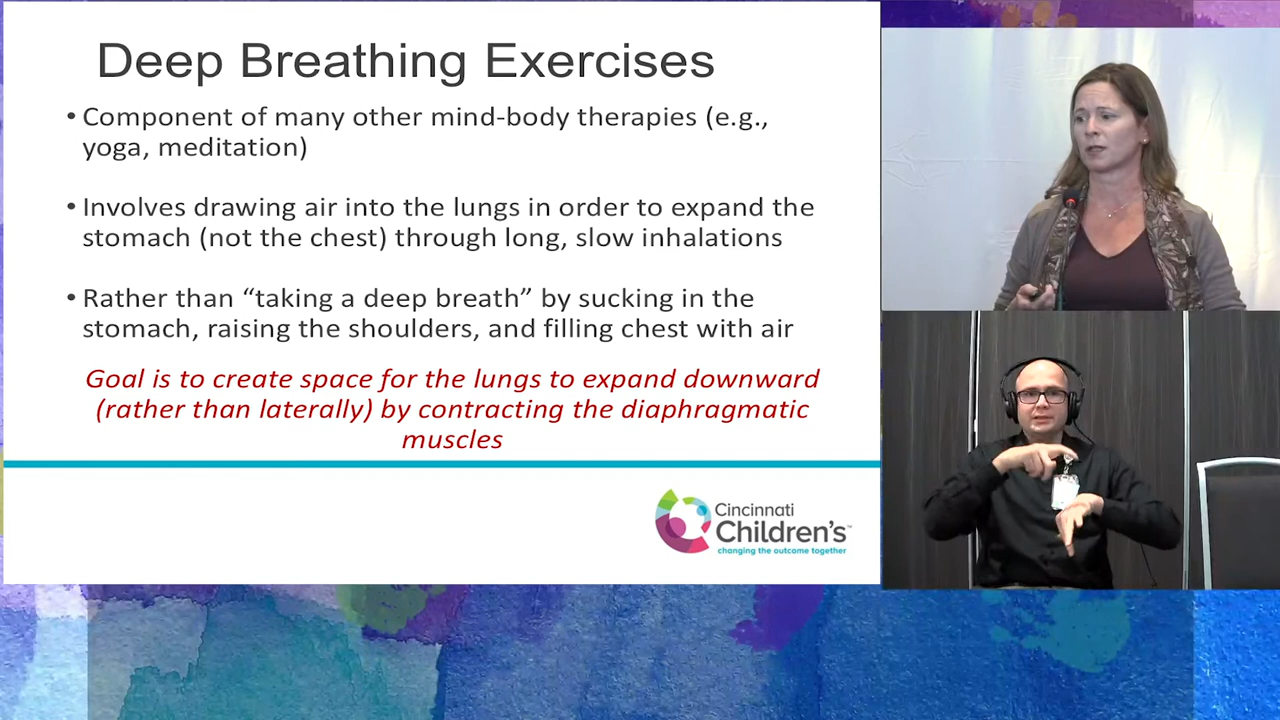 Deep Breathing Exercises
• Component of many other mind-body therapies (e.g.,
yoga, meditation)
• Involves drawing air into the lungs in order to expand the
stomach (not the chest) through long, slow inhalations
• Rather than “taking a deep breath” by sucking in the
stomach, raising the shoulders, and filling chest with air
Goal is to create space for the lungs to expand downward
(rather than laterally) by contracting the diaphragmatic
muscles
Cincinnati
Children's™
changing the outcome together